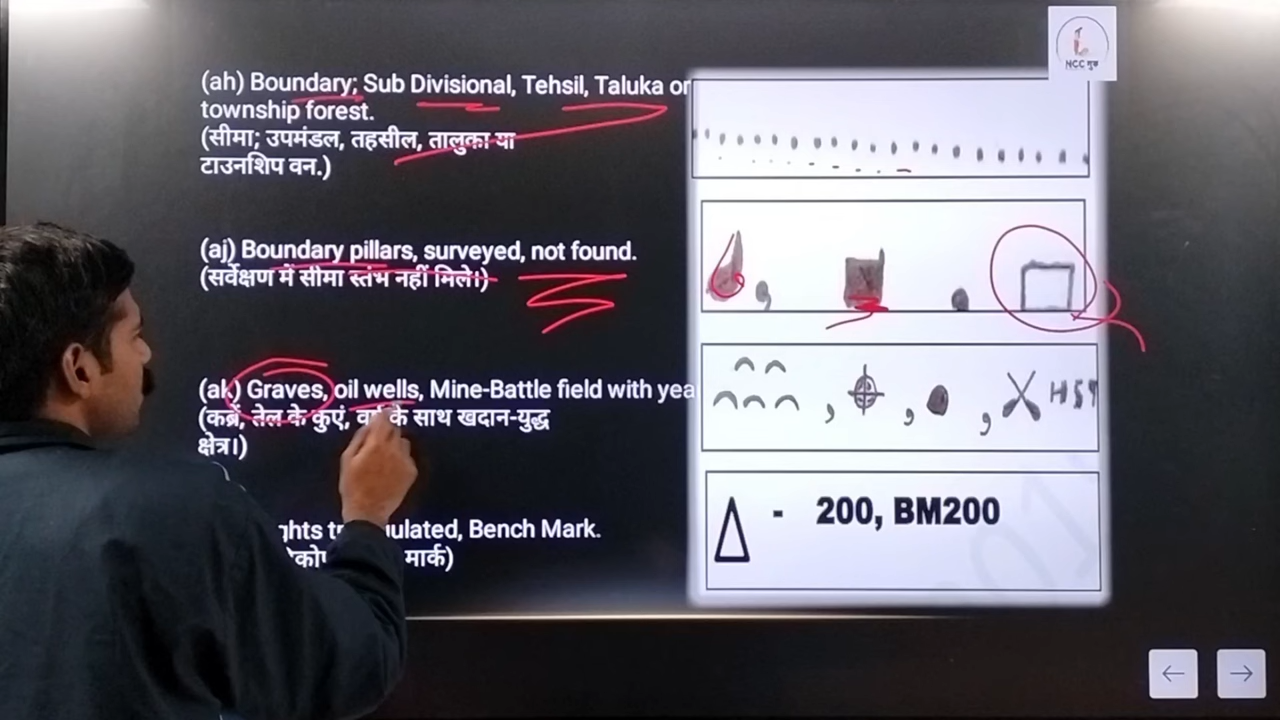 NCC गुरु
(ah) Boundary; Sub Divisional, Tehsil, Taluka or
township forest.
(सीमा; उपमंडल, तहसील, तालुका या
टाउनशिप वन.)
(aj) Boundary pillars, surveyed, not found.
(सर्वेक्षण में सीमा स्तंभ नहीं मिले।)
(ak) Graves, oil wells, Mine-Battle field with yea
(कब्रें, तेल के कुएं, के साथ खदान-युद्ध
क्षेत्र।)
Bench Mark.
मार्क)
- 200, BM200